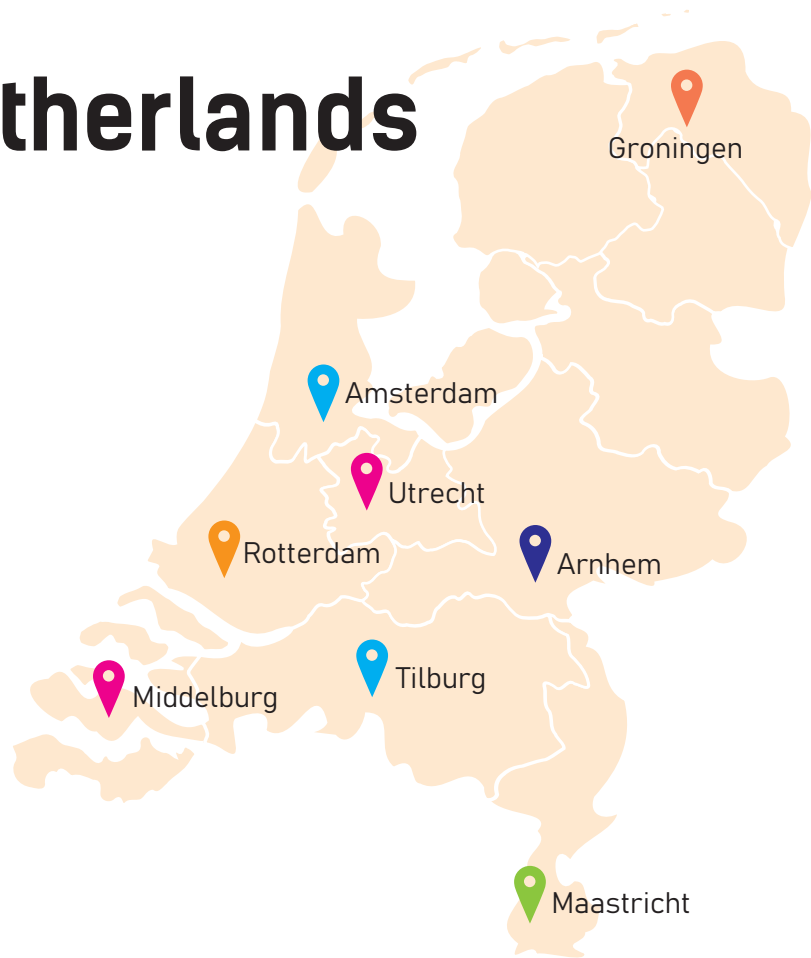 therlands
Groningen
Amsterdam
Utrecht
Rotterdam
Arnhem
Tilburg
Middelburg
Maastricht